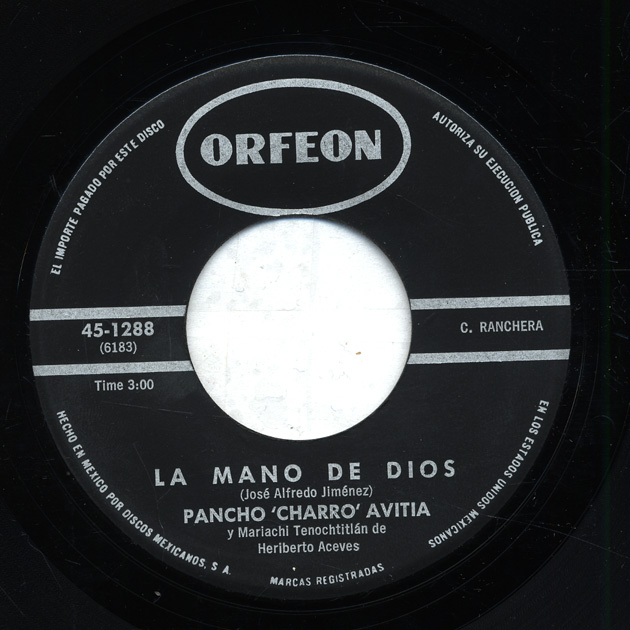 ORFEON
EL IMPORTE PAGADO POR ESTE DISCO
AUTORIZA SU EJECUCION PUBLICA
45-1288
(6183)
C. RANCHERA
Time 3:00
LA MANO DE DIOS
(José Alfredo Jiménez)
PANCHO 'CHARRO' AVITIA
y Mariachi Tenochtitlán de
Heriberto Aceves
HECHO EN MEXICO POR DISCOS MEXICANOS, S A.
MARCAS REGISTRADAS
EN LOS ESTADOS UNIDOS MEXICANOS